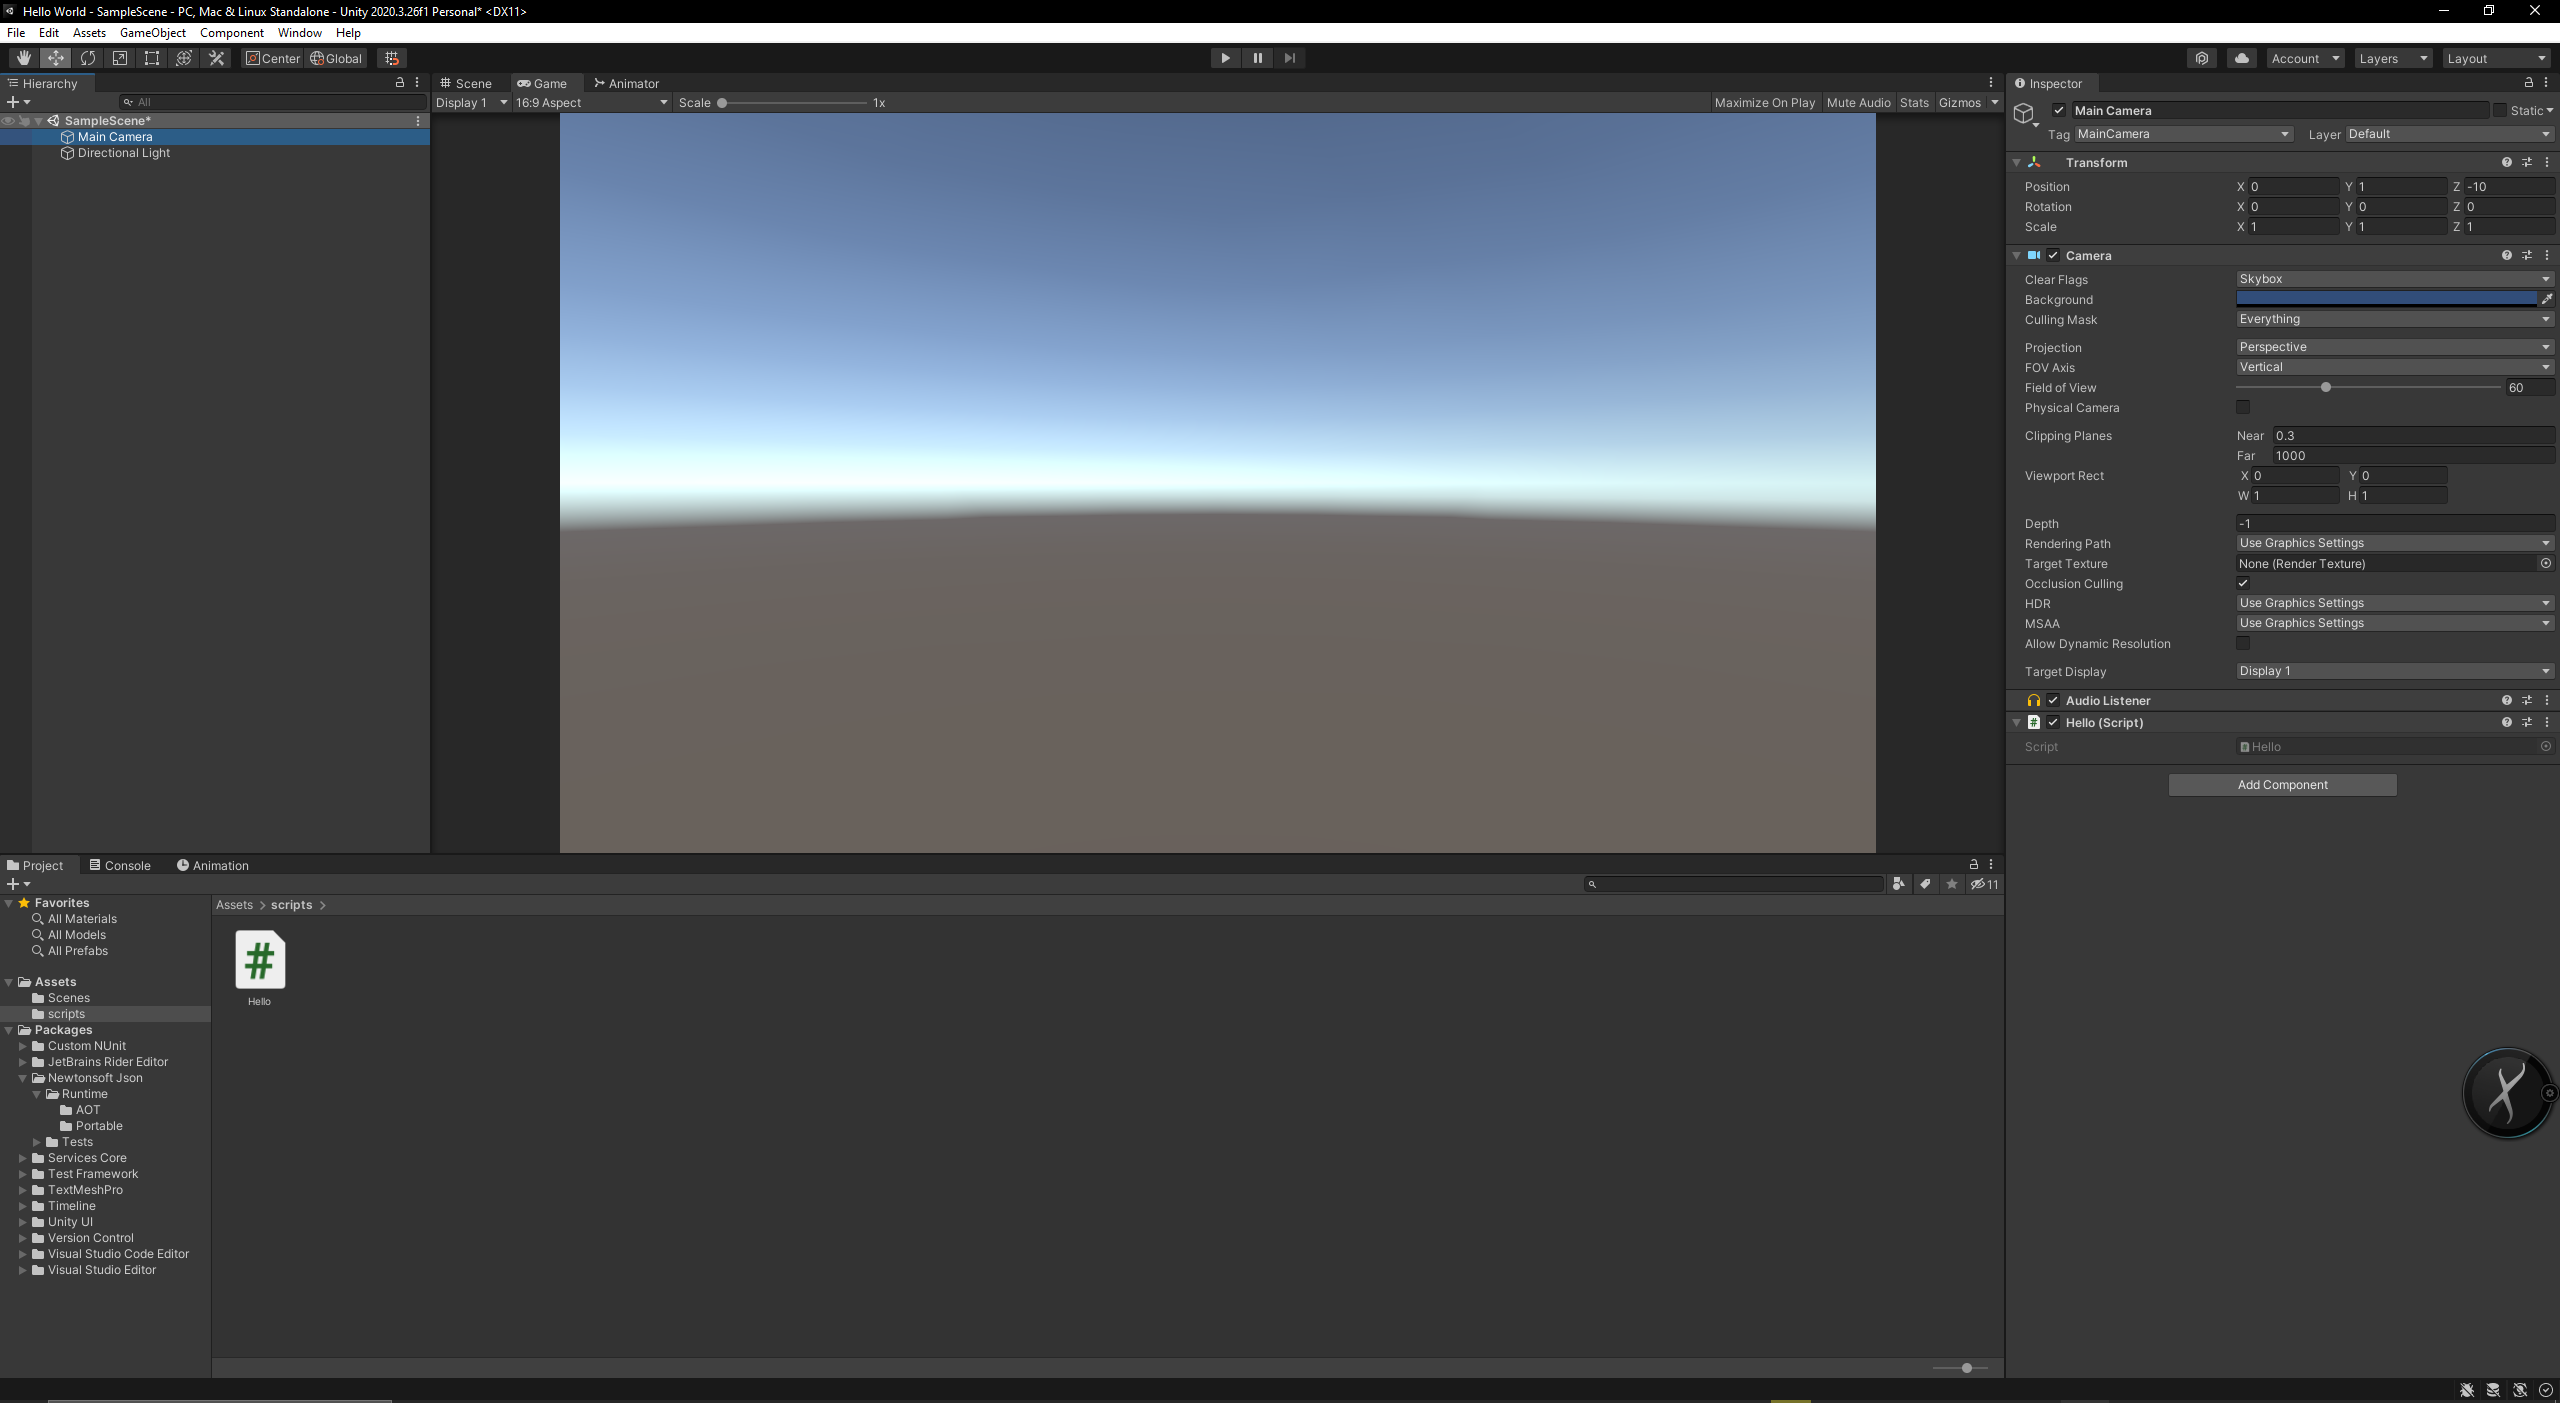 Hello World - SampleScene - PC, Mac & Linux Standalone - Unity 2020.3.26f1 Personal* <DX11>
File Edit Assets GameObject Component Window Help
Center Global
Account Layers Layout
Hierarchy
All
SampleScene*
Main Camera
Directional Light
Scene Game Animator
Display 1 16:9 Aspect Scale 1x Maximize On Play Mute Audio Stats Gizmos
Inspector
Main Camera Static
Tag MainCamera Layer Default
Transform
Position X 0 Y 1 Z -10
Rotation X 0 Y 0 Z 0
Scale X 1 Y 1 Z 1
Camera
Clear Flags Skybox
Background
Culling Mask Everything
Projection Perspective
FOV Axis Vertical
Field of View 60
Physical Camera
Clipping Planes Near 0.3
Far 1000
Viewport Rect X 0 Y 0
W 1 H 1
Depth -1
Rendering Path Use Graphics Settings
Target Texture None (Render Texture)
Occlusion Culling
HDR Use Graphics Settings
MSAA Use Graphics Settings
Allow Dynamic Resolution
Target Display Display 1
Audio Listener
# Hello (Script)
Script Hello
Add Component
Project Console Animation
11
Favorites
All Materials
All Models
All Prefabs
Assets
Scenes
scripts
Packages
Custom NUnit
JetBrains Rider Editor
Newtonsoft Json
Runtime
AOT
Portable
Tests
Services Core
Test Framework
TextMeshPro
Timeline
Unity UI
Version Control
Visual Studio Code Editor
Visual Studio Editor
Assets > scripts >
#
Hello